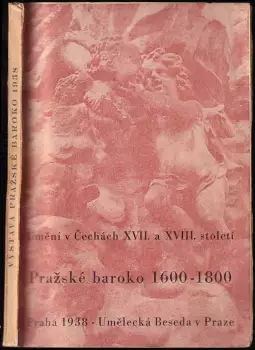 VÝSTAVA PRAŽSKÉ BAROKO 1938
Umění v Čechách XVII. a XVIII. století
Pražské baroko 1600-1800
Praha 1938 - Umělecká Beseda v Praze